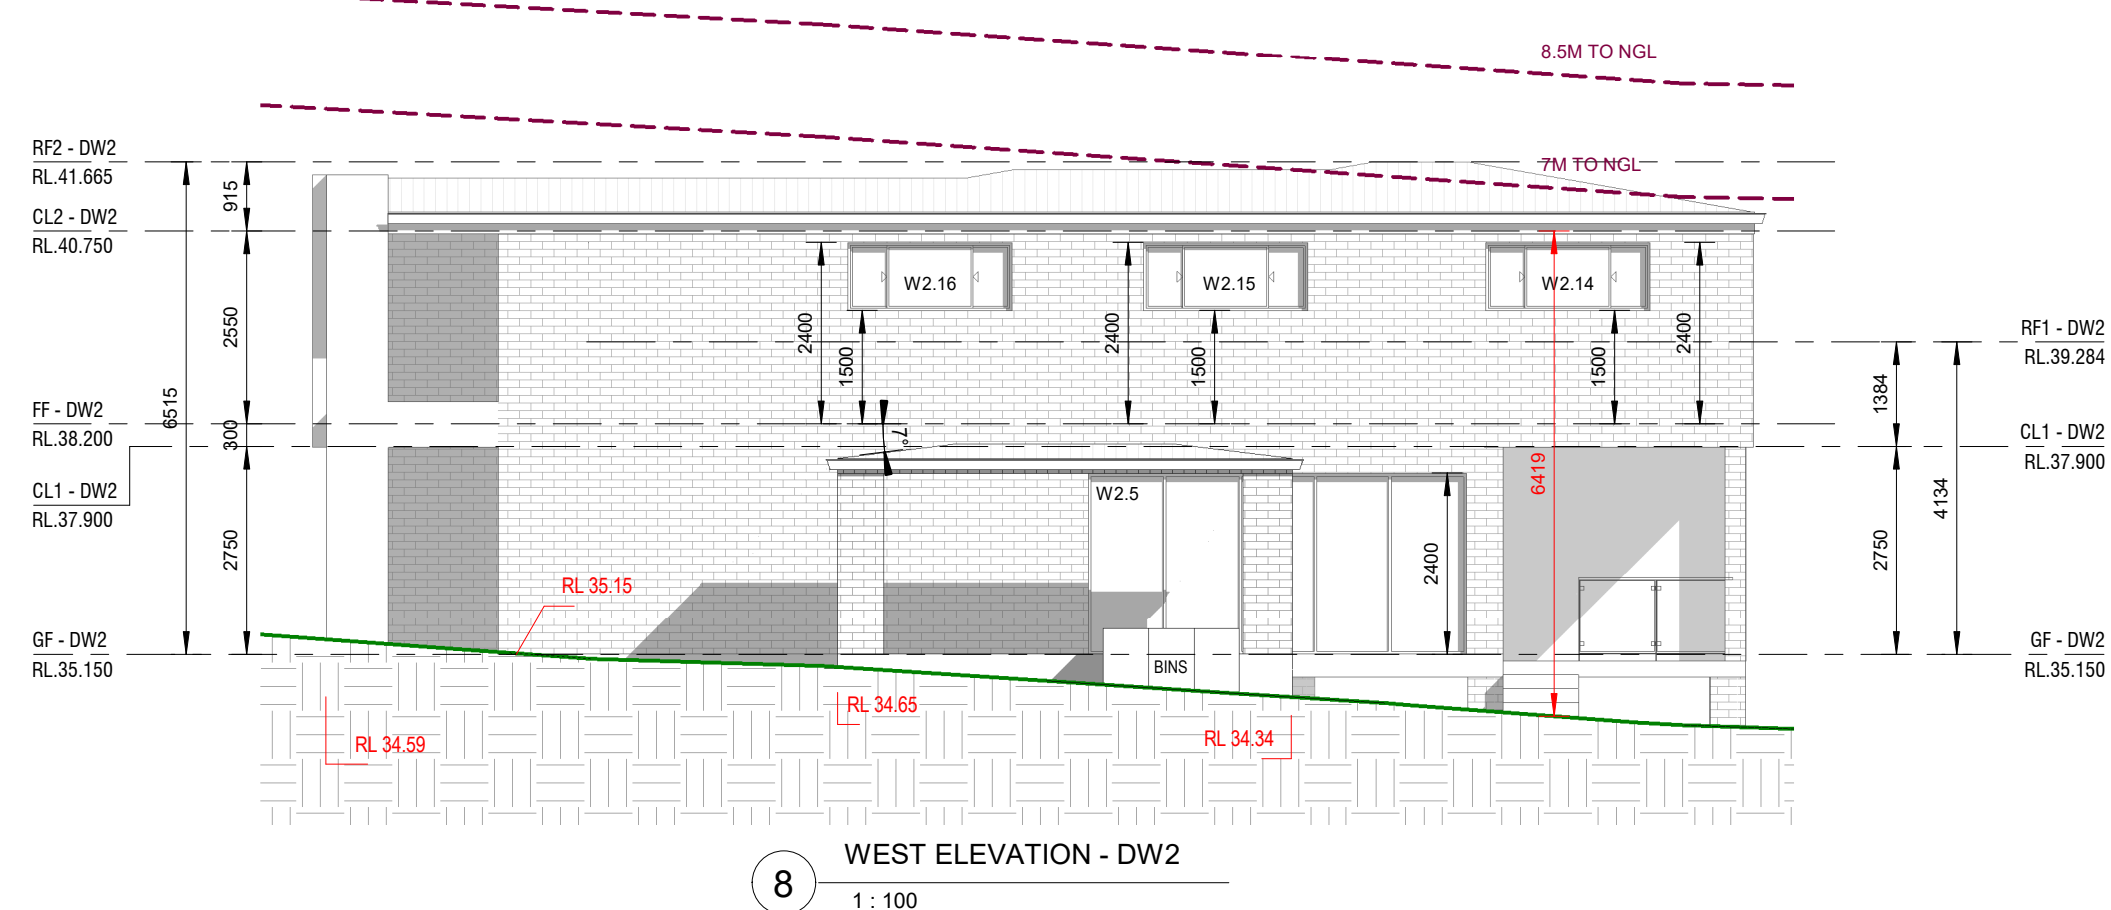 8.5M TO NGL
7M TO NGL
RF2 - DW2
RL.41.665
CL2 - DW2
RL.40.750
FF - DW2
RL.38.200
CL1 - DW2
RL.37.900
GF - DW2
RL.35.150
6515
915
2550
300
2750
W2.16
W2.15
W2.14
2400
1500
2400
1500
1500
2400
7°
W2.5
2400
6419
BINS
RL 35.15
RL 34.59
RL 34.65
RL 34.34
RF1 - DW2
RL.39.284
CL1 - DW2
RL.37.900
GF - DW2
RL.35.150
1384
2750
4134
8
WEST ELEVATION - DW2
1 : 100